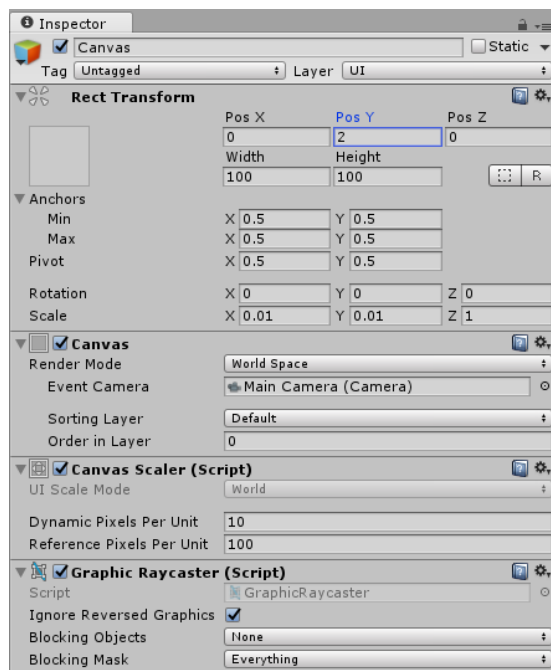 Inspector
Canvas Static
Tag Untagged Layer UI
Rect Transform
Pos X Pos Y Pos Z
0 2 0
Width Height
100 100 R
Anchors
Min X 0.5 Y 0.5
Max X 0.5 Y 0.5
Pivot X 0.5 Y 0.5
Rotation X 0 Y 0 Z 0
Scale X 0.01 Y 0.01 Z 1
Canvas
Render Mode World Space
Event Camera Main Camera (Camera)
Sorting Layer Default
Order in Layer 0
Canvas Scaler (Script)
UI Scale Mode World
Dynamic Pixels Per Unit 10
Reference Pixels Per Unit 100
Graphic Raycaster (Script)
Script GraphicRaycaster
Ignore Reversed Graphics
Blocking Objects None
Blocking Mask Everything